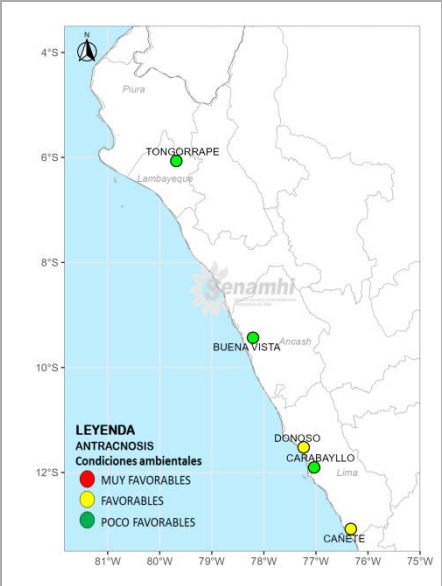 N
4°S
Piura
TONGORRAPE
6°S
Lambayeque
8°S
Senamhi
BUENA VISTA
Ancash
10°S
LEYENDA
ANTRACNOSIS
Condiciones ambientales
MUY FAVORABLES
FAVORABLES
POCO FAVORABLES
DONOSO
CARABAYLLO
12°S
Lima
CAÑETE
81°W 80°W 79°W 78°W 77°W 76°W 75°W